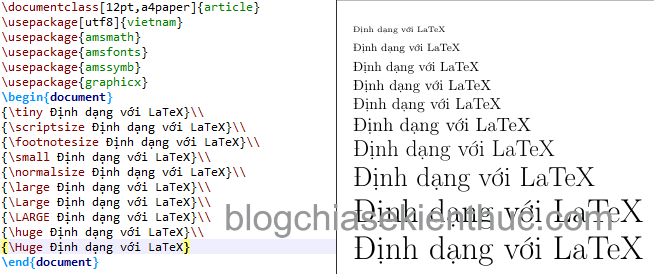 \documentclass[12pt,a4paper]{article}
\usepackage[utf8]{vietnam}
\usepackage{amsmath}
\usepackage{amsfonts}
\usepackage{amssymb}
\usepackage{graphicx}
\begin{document}
{\tiny Định dạng với LaTeX}\\
{\scriptsize Định dạng với LaTeX}\\
{\footnotesize Định dạng với LaTeX}\\
{\small Định dạng với LaTeX}\\
{\normalsize Định dạng với LaTeX}\\
{\large Định dạng với LaTeX}\\
{\Large Định dạng với LaTeX}\\
{\LARGE Định dạng với LaTeX}\\
{\huge Định dạng với LaTeX}\\
{\Huge Định dạng với LaTeX}
\end{document}
Định dạng với LaTeX
Định dạng với LaTeX
Định dạng với LaTeX
Định dạng với LaTeX
Định dạng với LaTeX
Định dạng với LaTeX
Định dạng với LaTeX
Định dạng với LaTeX
Định dạng với LaTeX
Định dạng với LaTeX
blogchiasekienthuc.com